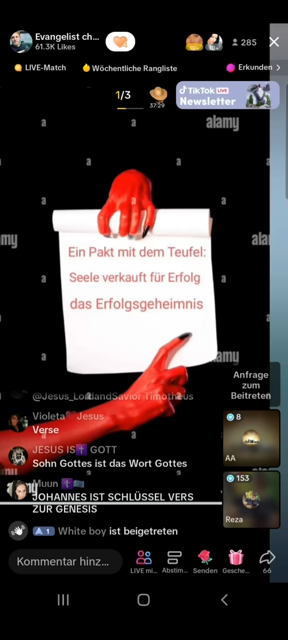 Evangelist ch...
61.3K Likes
285
LIVE-Match
Wöchentliche Rangliste
Erkunden
1/3
37:29
TikTok LIVE
Newsletter
alamy
Ein Pakt mit dem Teufel:
Seele verkauft für Erfolg
das Erfolgsgeheimnis
alamy
Anfrage
zum
Beitreten
@Jesus_LordandSavior Timotheus
Violeta Jesus
Verse
8
AA
JESUS IS✝️ GOTT
Sohn Gottes ist das Wort Gottes
Muun
JOHANNES IST SCHLÜSSEL VERS
ZUR GENESIS
153
Reza
1 White boy ist beigetreten
Kommentar hinz...
LIVE mi...
Abstim...
Senden
Gesche...
66